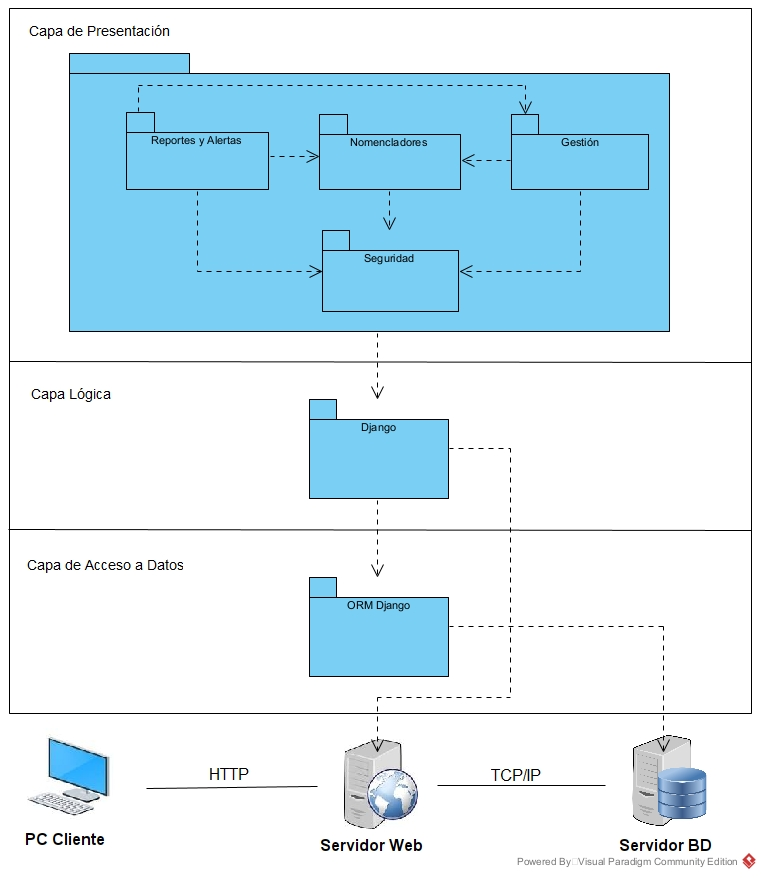 Capa de Presentación
Reportes y Alertas
Nomencladores
Gestión
Seguridad
Capa Lógica
Django
Capa de Acceso a Datos
ORM Django
HTTP
TCP/IP
PC Cliente
Servidor Web
Servidor BD
Powered By Visual Paradigm Community Edition